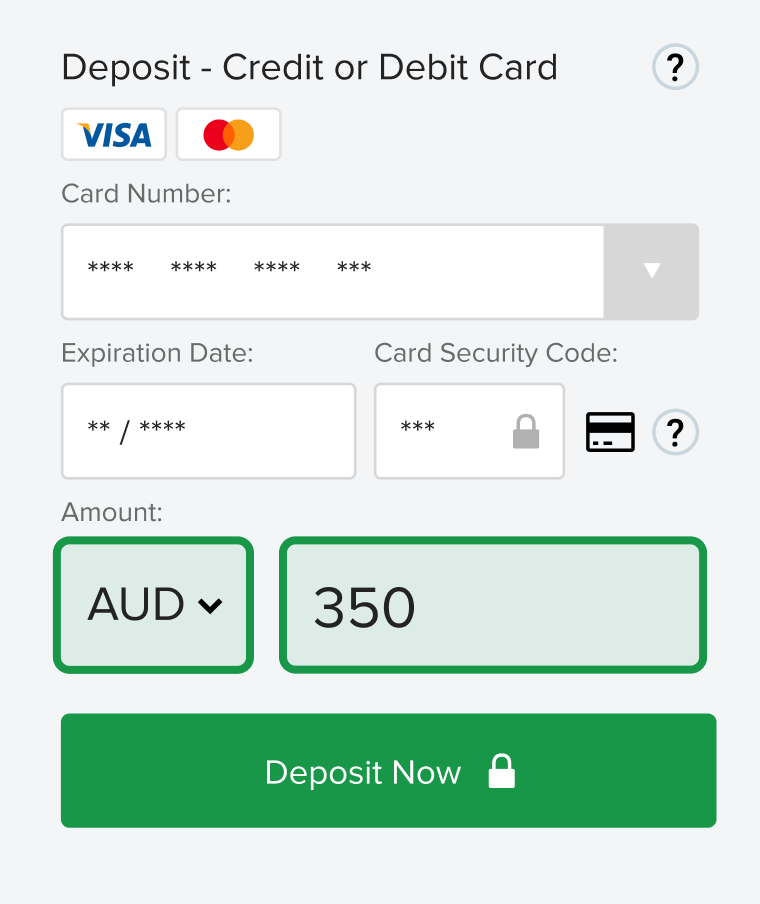 Deposit - Credit or Debit Card ?
VISA
Card Number:
**** **** **** ***
Expiration Date: Card Security Code:
** / **** *** ?
Amount:
AUD 350
Deposit Now